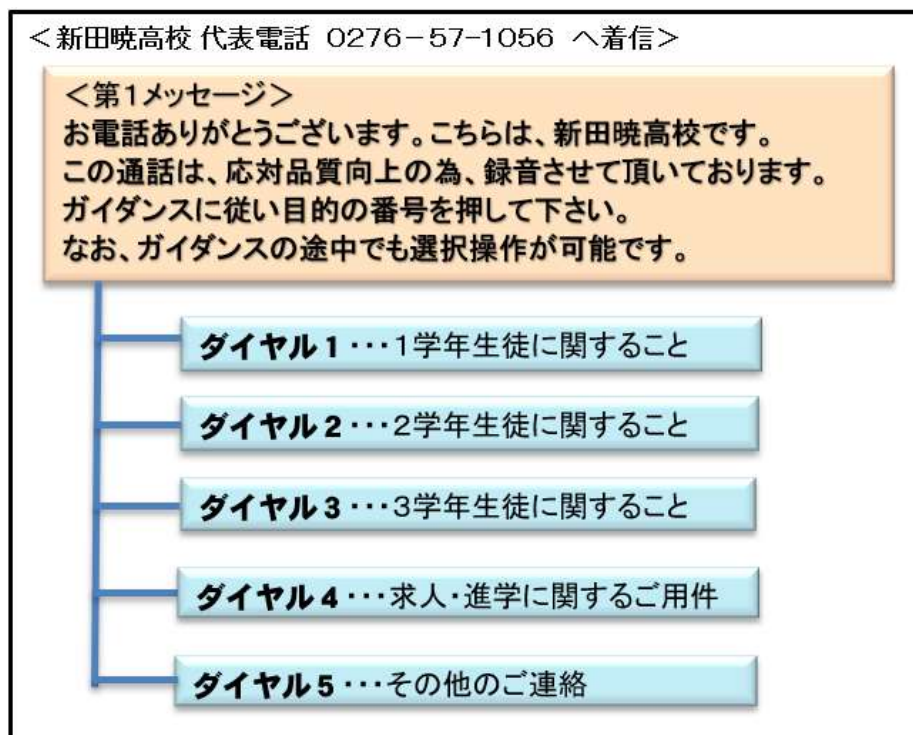 ＜新田暁高校 代表電話 0276－57－1056 へ着信＞
＜第1メッセージ＞
お電話ありがとうございます。こちらは、新田暁高校です。
この通話は、応対品質向上の為、録音させて頂いております。
ガイダンスに従い目的の番号を押して下さい。
なお、ガイダンスの途中でも選択操作が可能です。
ダイヤル1 ･･･1学年生徒に関すること
ダイヤル2 ･･･2学年生徒に関すること
ダイヤル3 ･･･3学年生徒に関すること
ダイヤル4 ･･･求人・進学に関するご用件
ダイヤル5 ･･･その他のご連絡